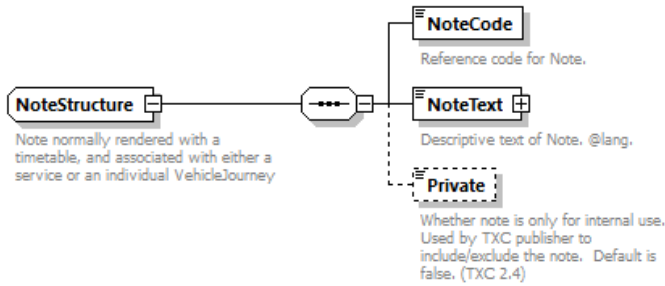 NoteCode
Reference code for Note.
NoteStructure
Note normally rendered with a
timetable, and associated with either a
service or an individual VehicleJourney
NoteText
Descriptive text of Note. @lang.
Private
Whether note is only for internal use.
Used by TXC publisher to
include/exclude the note.  Default is
false. (TXC 2.4)